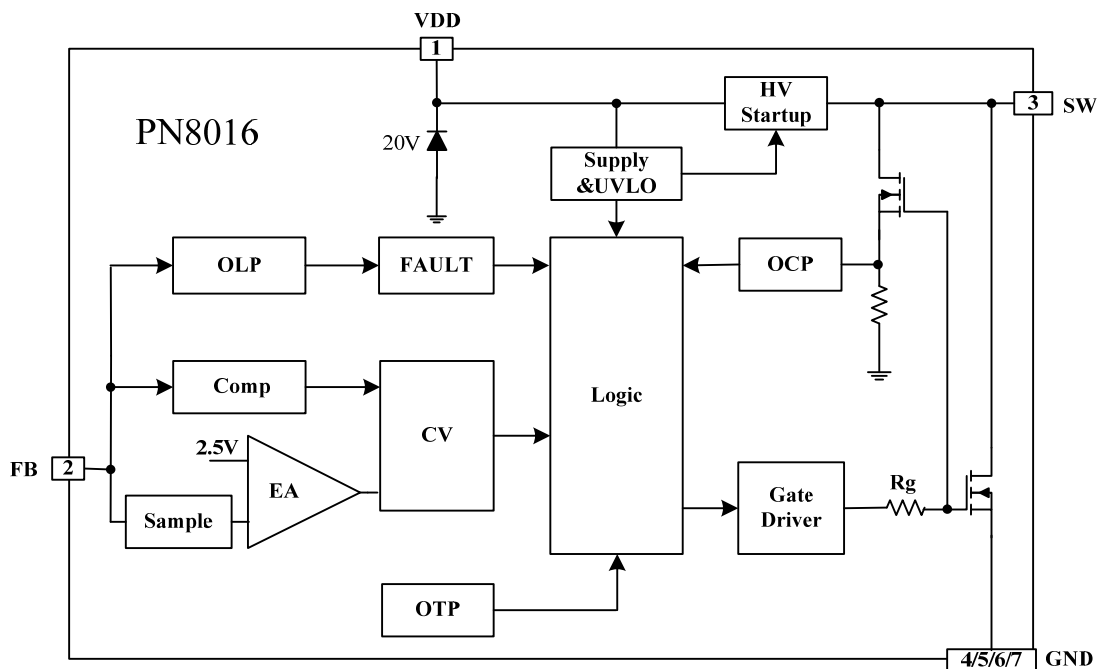 VDD
1
HV
Startup
3
SW
PN8016
20V
Supply
&UVLO
OLP
FAULT
OCP
Comp
CV
Logic
2.5V
FB
2
EA
Sample
Gate
Driver
Rg
OTP
4/5/6/7
GND